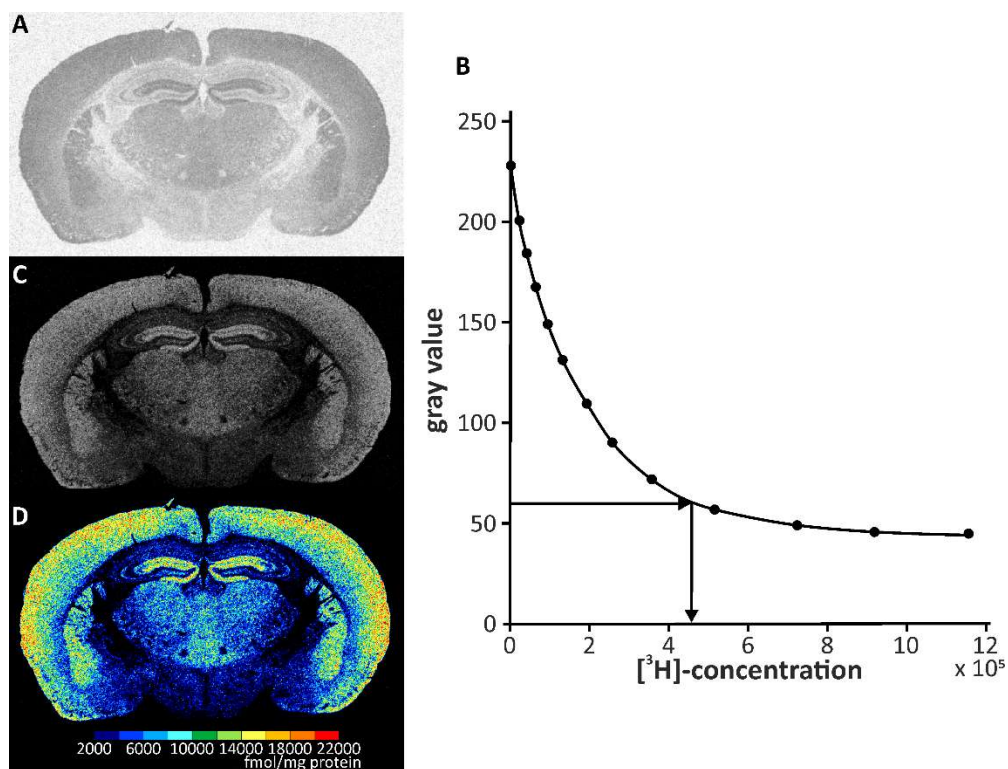 A
B
250
200
150
100
50
0
gray value
0 2 4 6 8 10 12
[³H]-concentration x 10⁵
C
D
2000 6000 10000 14000 18000 22000
fmol/mg protein